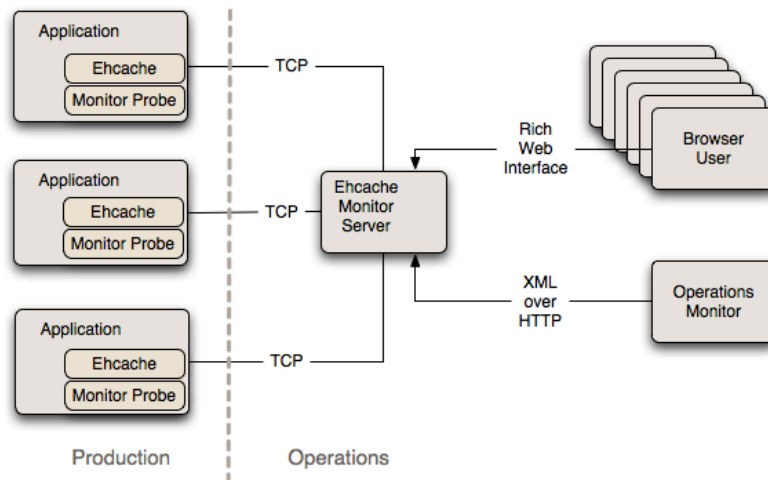 Application
Ehcache
Monitor Probe
TCP
Application
Ehcache
Monitor Probe
TCP
Application
Ehcache
Monitor Probe
TCP
Ehcache
Monitor
Server
Rich
Web
Interface
Browser
User
XML
over
HTTP
Operations
Monitor
Production
Operations